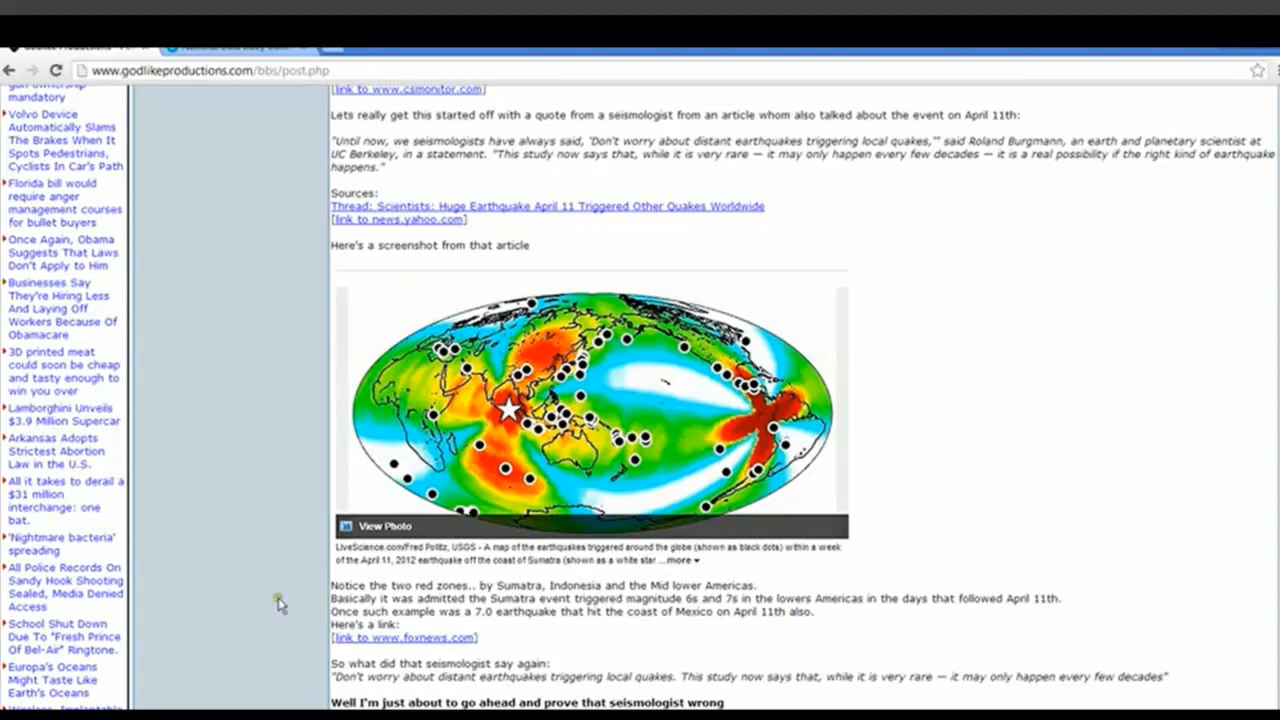 www.godlikeproductions.com/bbs/post.php
gun ownership
mandatory
Volvo Device
Automatically Slams
The Brakes When It
Spots Pedestrians,
Cyclists In Car's Path
Florida bill would
require anger
management courses
for bullet buyers
Once Again, Obama
Suggests That Laws
Don't Apply to Him
Businesses Say
They're Hiring Less
And Laying Off
Workers Because Of
Obamacare
3D printed meat
could soon be cheap
and tasty enough to
win you over
Lamborghini Unveils
$3.9 Million Supercar
Arkansas Adopts
Strictest Abortion
Law in the U.S.
All it takes to derail a
$31 million
interchange: one
bat.
'Nightmare bacteria'
spreading
All Police Records On
Sandy Hook Shooting
Sealed, Media Denied
Access
School Shut Down
Due To "Fresh Prince
Of Bel-Air" Ringtone.
Europa's Oceans
Might Taste Like
Earth's Oceans
[link to www.csmonitor.com]
Lets really get this started off with a quote from a seismologist from an article whom also talked about the event on April 11th:
"Until now, we seismologists have always said, 'Don't worry about distant earthquakes triggering local quakes,'" said Roland Burgmann, an earth and planetary scientist at
UC Berkeley, in a statement. "This study now says that, while it is very rare — it may only happen every few decades — it is a real possibility if the right kind of earthquake
happens."
Sources:
Thread: Scientists: Huge Earthquake April 11 Triggered Other Quakes Worldwide
[link to news.yahoo.com]
Here's a screenshot from that article
View Photo
LiveScience.com/Fred Pollitz, USGS - A map of the earthquakes triggered around the globe (shown as black dots) within a week
of the April 11, 2012 earthquake off the coast of Sumatra (shown as a white star ...more
Notice the two red zones.. by Sumatra, Indonesia and the Mid lower Americas.
Basically it was admitted the Sumatra event triggered magnitude 6s and 7s in the lowers Americas in the days that followed April 11th.
Once such example was a 7.0 earthquake that hit the coast of Mexico on April 11th also.
Here's a link:
[link to www.foxnews.com]
So what did that seismologist say again:
"Don't worry about distant earthquakes triggering local quakes. This study now says that, while it is very rare — it may only happen every few decades"
Well I'm just about to go ahead and prove that seismologist wrong